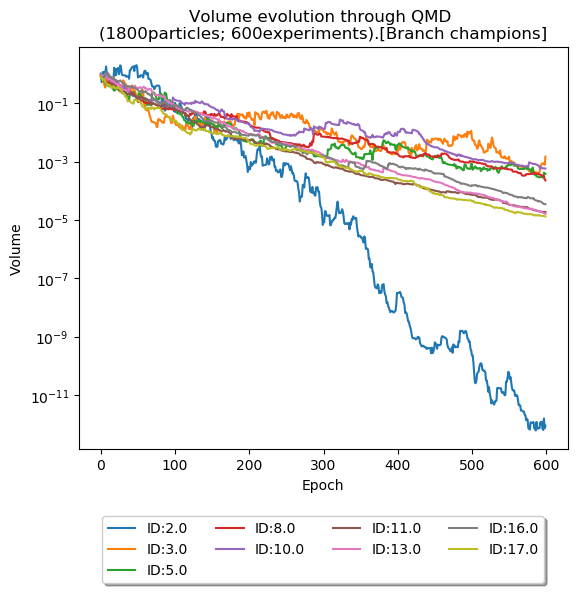 Volume evolution through QMD
(1800particles; 600experiments).[Branch champions]
Volume
10⁻¹
10⁻³
10⁻⁵
10⁻⁷
10⁻⁹
10⁻¹¹
0 100 200 300 400 500 600
Epoch
ID:2.0 ID:8.0 ID:11.0 ID:16.0
ID:3.0 ID:10.0 ID:13.0 ID:17.0
ID:5.0